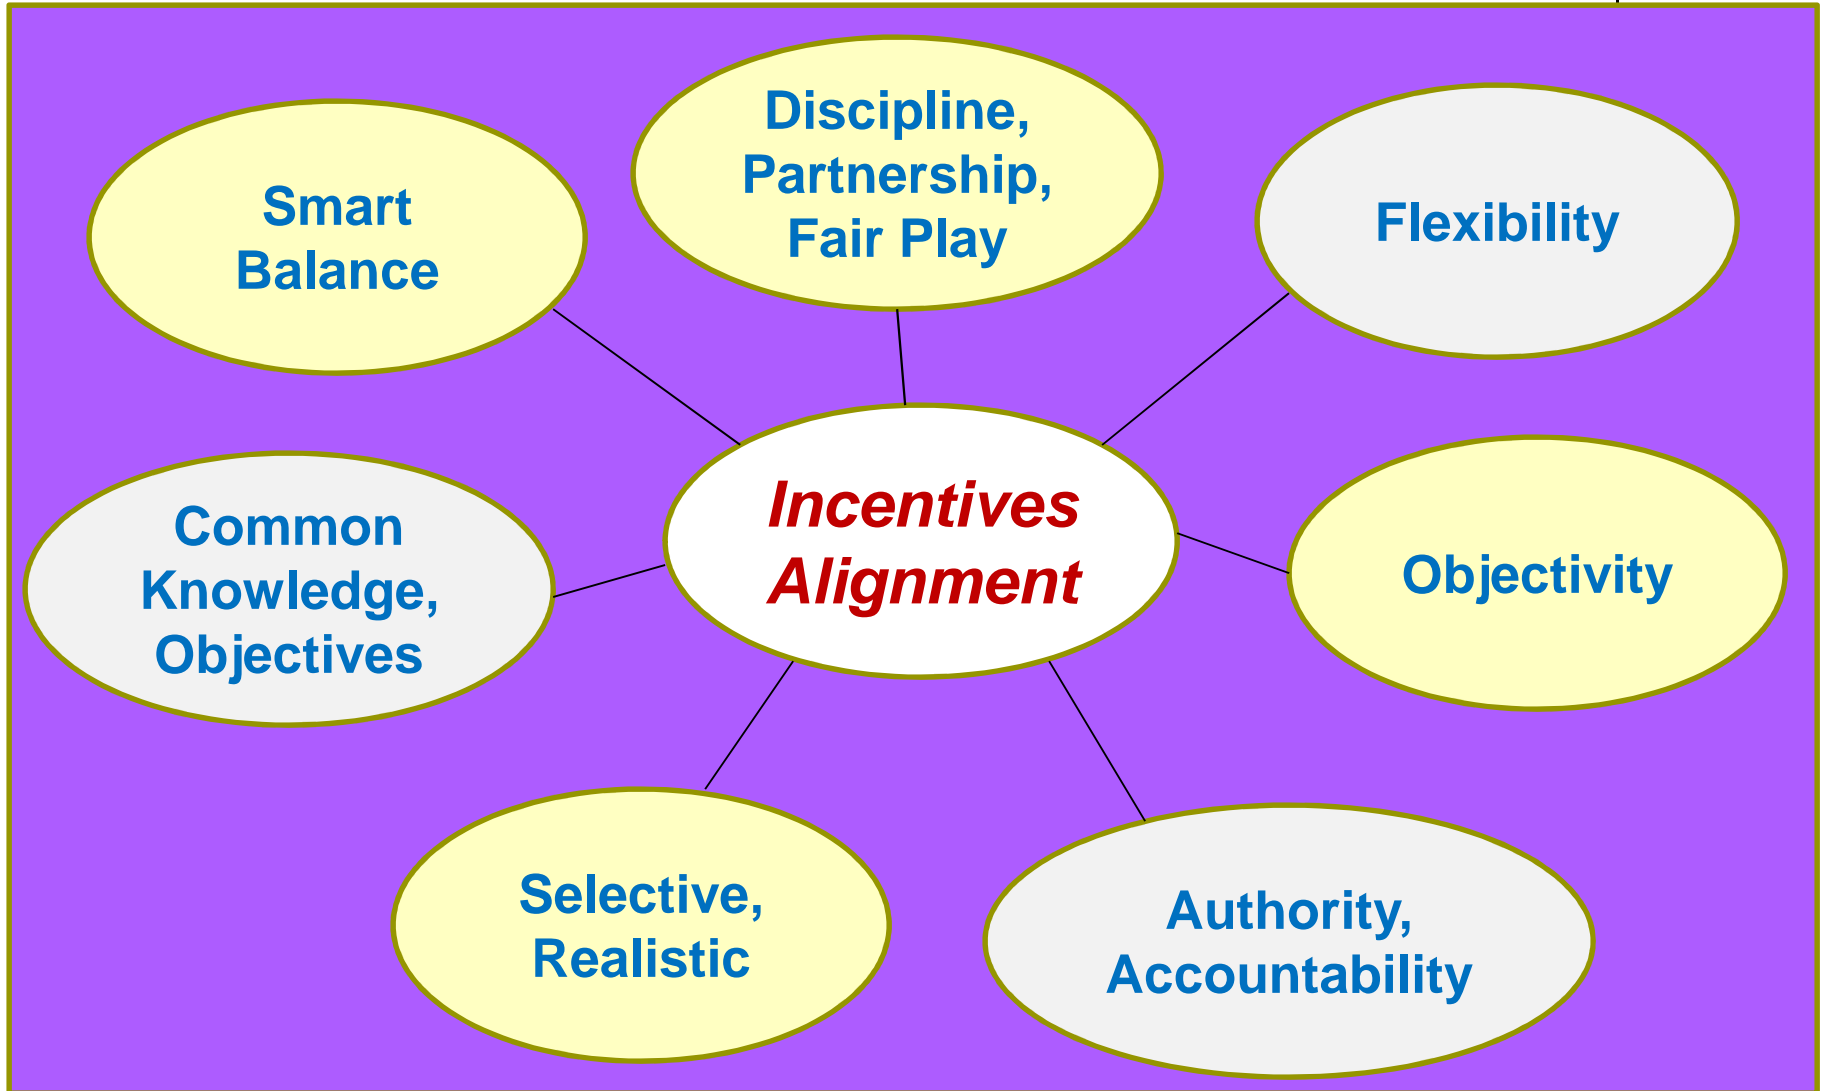 Discipline,
Partnership,
Fair Play
Smart
Balance
Flexibility
Incentives
Alignment
Common
Knowledge,
Objectives
Objectivity
Selective,
Realistic
Authority,
Accountability